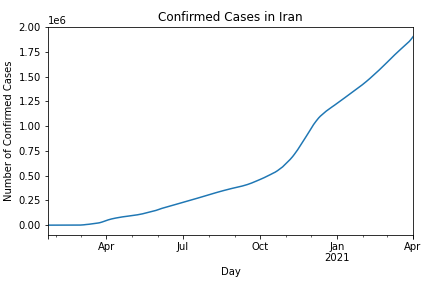 Confirmed Cases in Iran
1e6
2.00
1.75
1.50
1.25
1.00
0.75
0.50
0.25
0.00
Number of Confirmed Cases
Apr Jul Oct Jan Apr
2021
Day